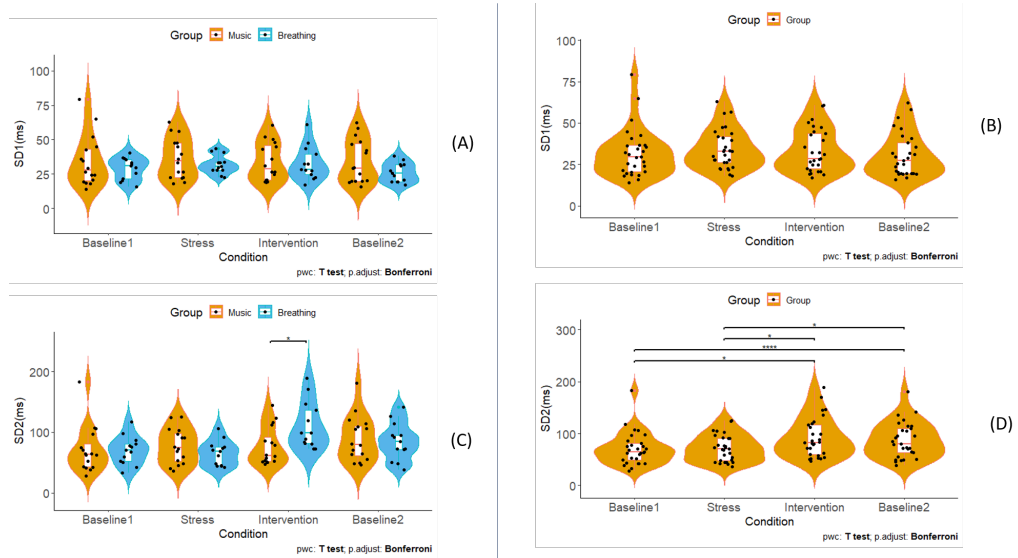 Group Music Breathing
SD1(ms)
100
75
50
25
0
Baseline1 Stress Intervention Baseline2
Condition
pwc: T test; p.adjust: Bonferroni
(A)
Group Group
SD1(ms)
100
75
50
25
0
Baseline1 Stress Intervention Baseline2
Condition
pwc: T test; p.adjust: Bonferroni
(B)
Group Music Breathing
SD2(ms)
200
100
0
*
Baseline1 Stress Intervention Baseline2
Condition
pwc: T test; p.adjust: Bonferroni
(C)
Group Group
SD2(ms)
300
200
100
0
*
*
****
*
Baseline1 Stress Intervention Baseline2
Condition
pwc: T test; p.adjust: Bonferroni
(D)